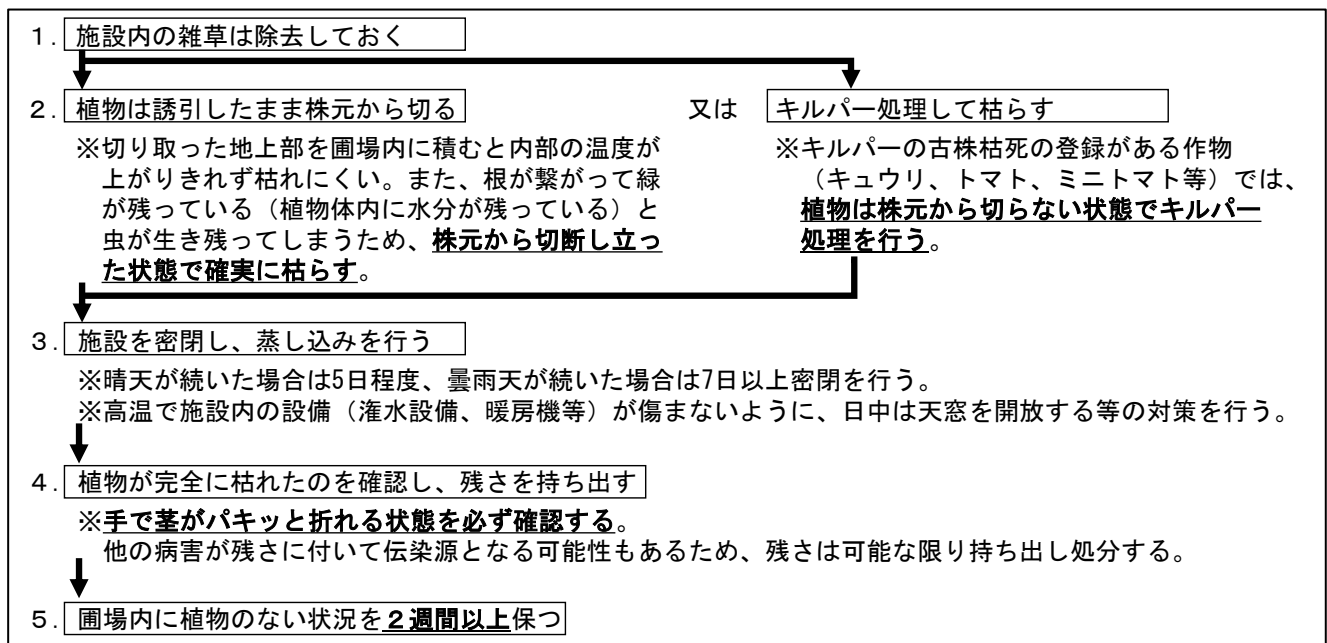 １．施設内の雑草は除去しておく
２．植物は誘引したまま株元から切る 又は キルパー処理して枯らす
※切り取った地上部を圃場内に積むと内部の温度が
上がりきれず枯れにくい。また、根が繋がって緑
が残っている（植物体内に水分が残っている）と
虫が生き残ってしまうため、株元から切断し立っ
た状態で確実に枯らす。
※キルパーの古株枯死の登録がある作物
（キュウリ、トマト、ミニトマト等）では、
植物は株元から切らない状態でキルパー
処理を行う。
３．施設を密閉し、蒸し込みを行う
※晴天が続いた場合は5日程度、曇雨天が続いた場合は7日以上密閉を行う。
※高温で施設内の設備（潅水設備、暖房機等）が傷まないように、日中は天窓を開放する等の対策を行う。
４．植物が完全に枯れたのを確認し、残さを持ち出す
※手で茎がパキッと折れる状態を必ず確認する。
他の病害が残さに付いて伝染源となる可能性もあるため、残さは可能な限り持ち出し処分する。
５．圃場内に植物のない状況を２週間以上保つ